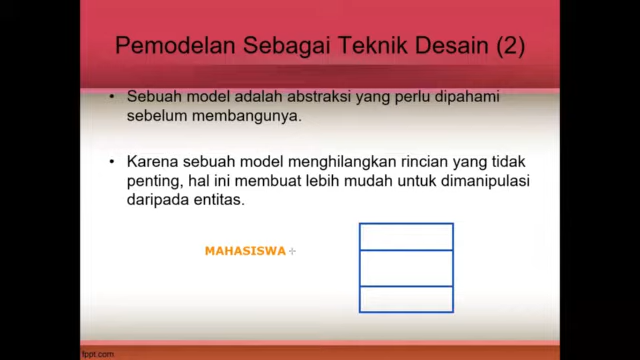 Pemodelan Sebagai Teknik Desain (2)
• Sebuah model adalah abstraksi yang perlu dipahami
sebelum membangunya.
• Karena sebuah model menghilangkan rincian yang tidak
penting, hal ini membuat lebih mudah untuk dimanipulasi
daripada entitas.
MAHASISWA
fppt.com